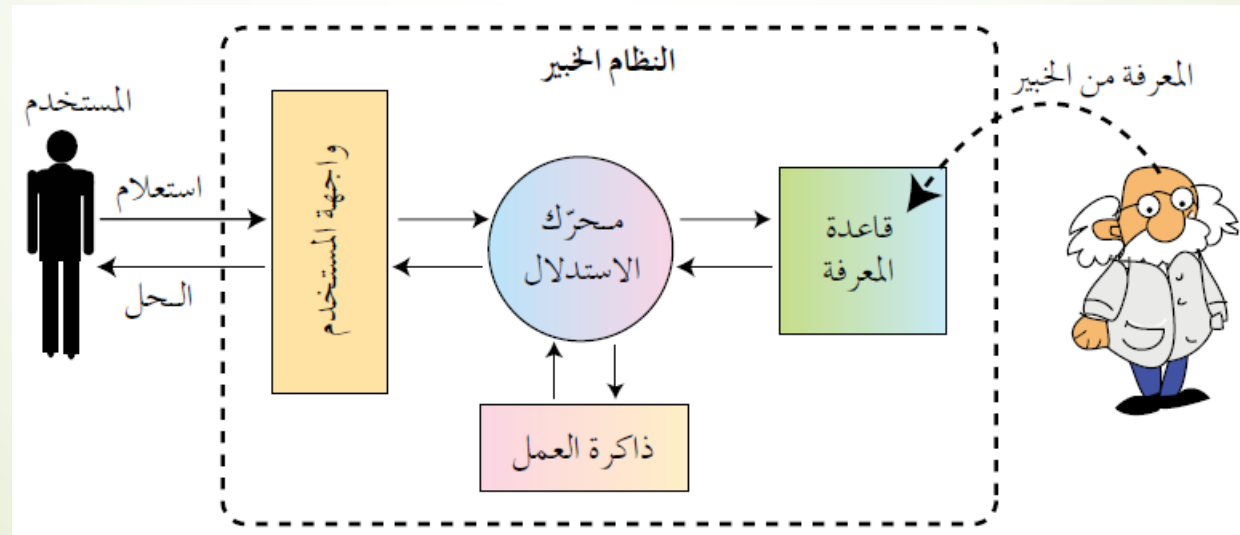 النظام الخبير
المعرفة من الخبير
المستخدم
استعلام
الحل
واجهة المستخدم
محرّك
الاستدلال
قاعدة
المعرفة
ذاكرة العمل